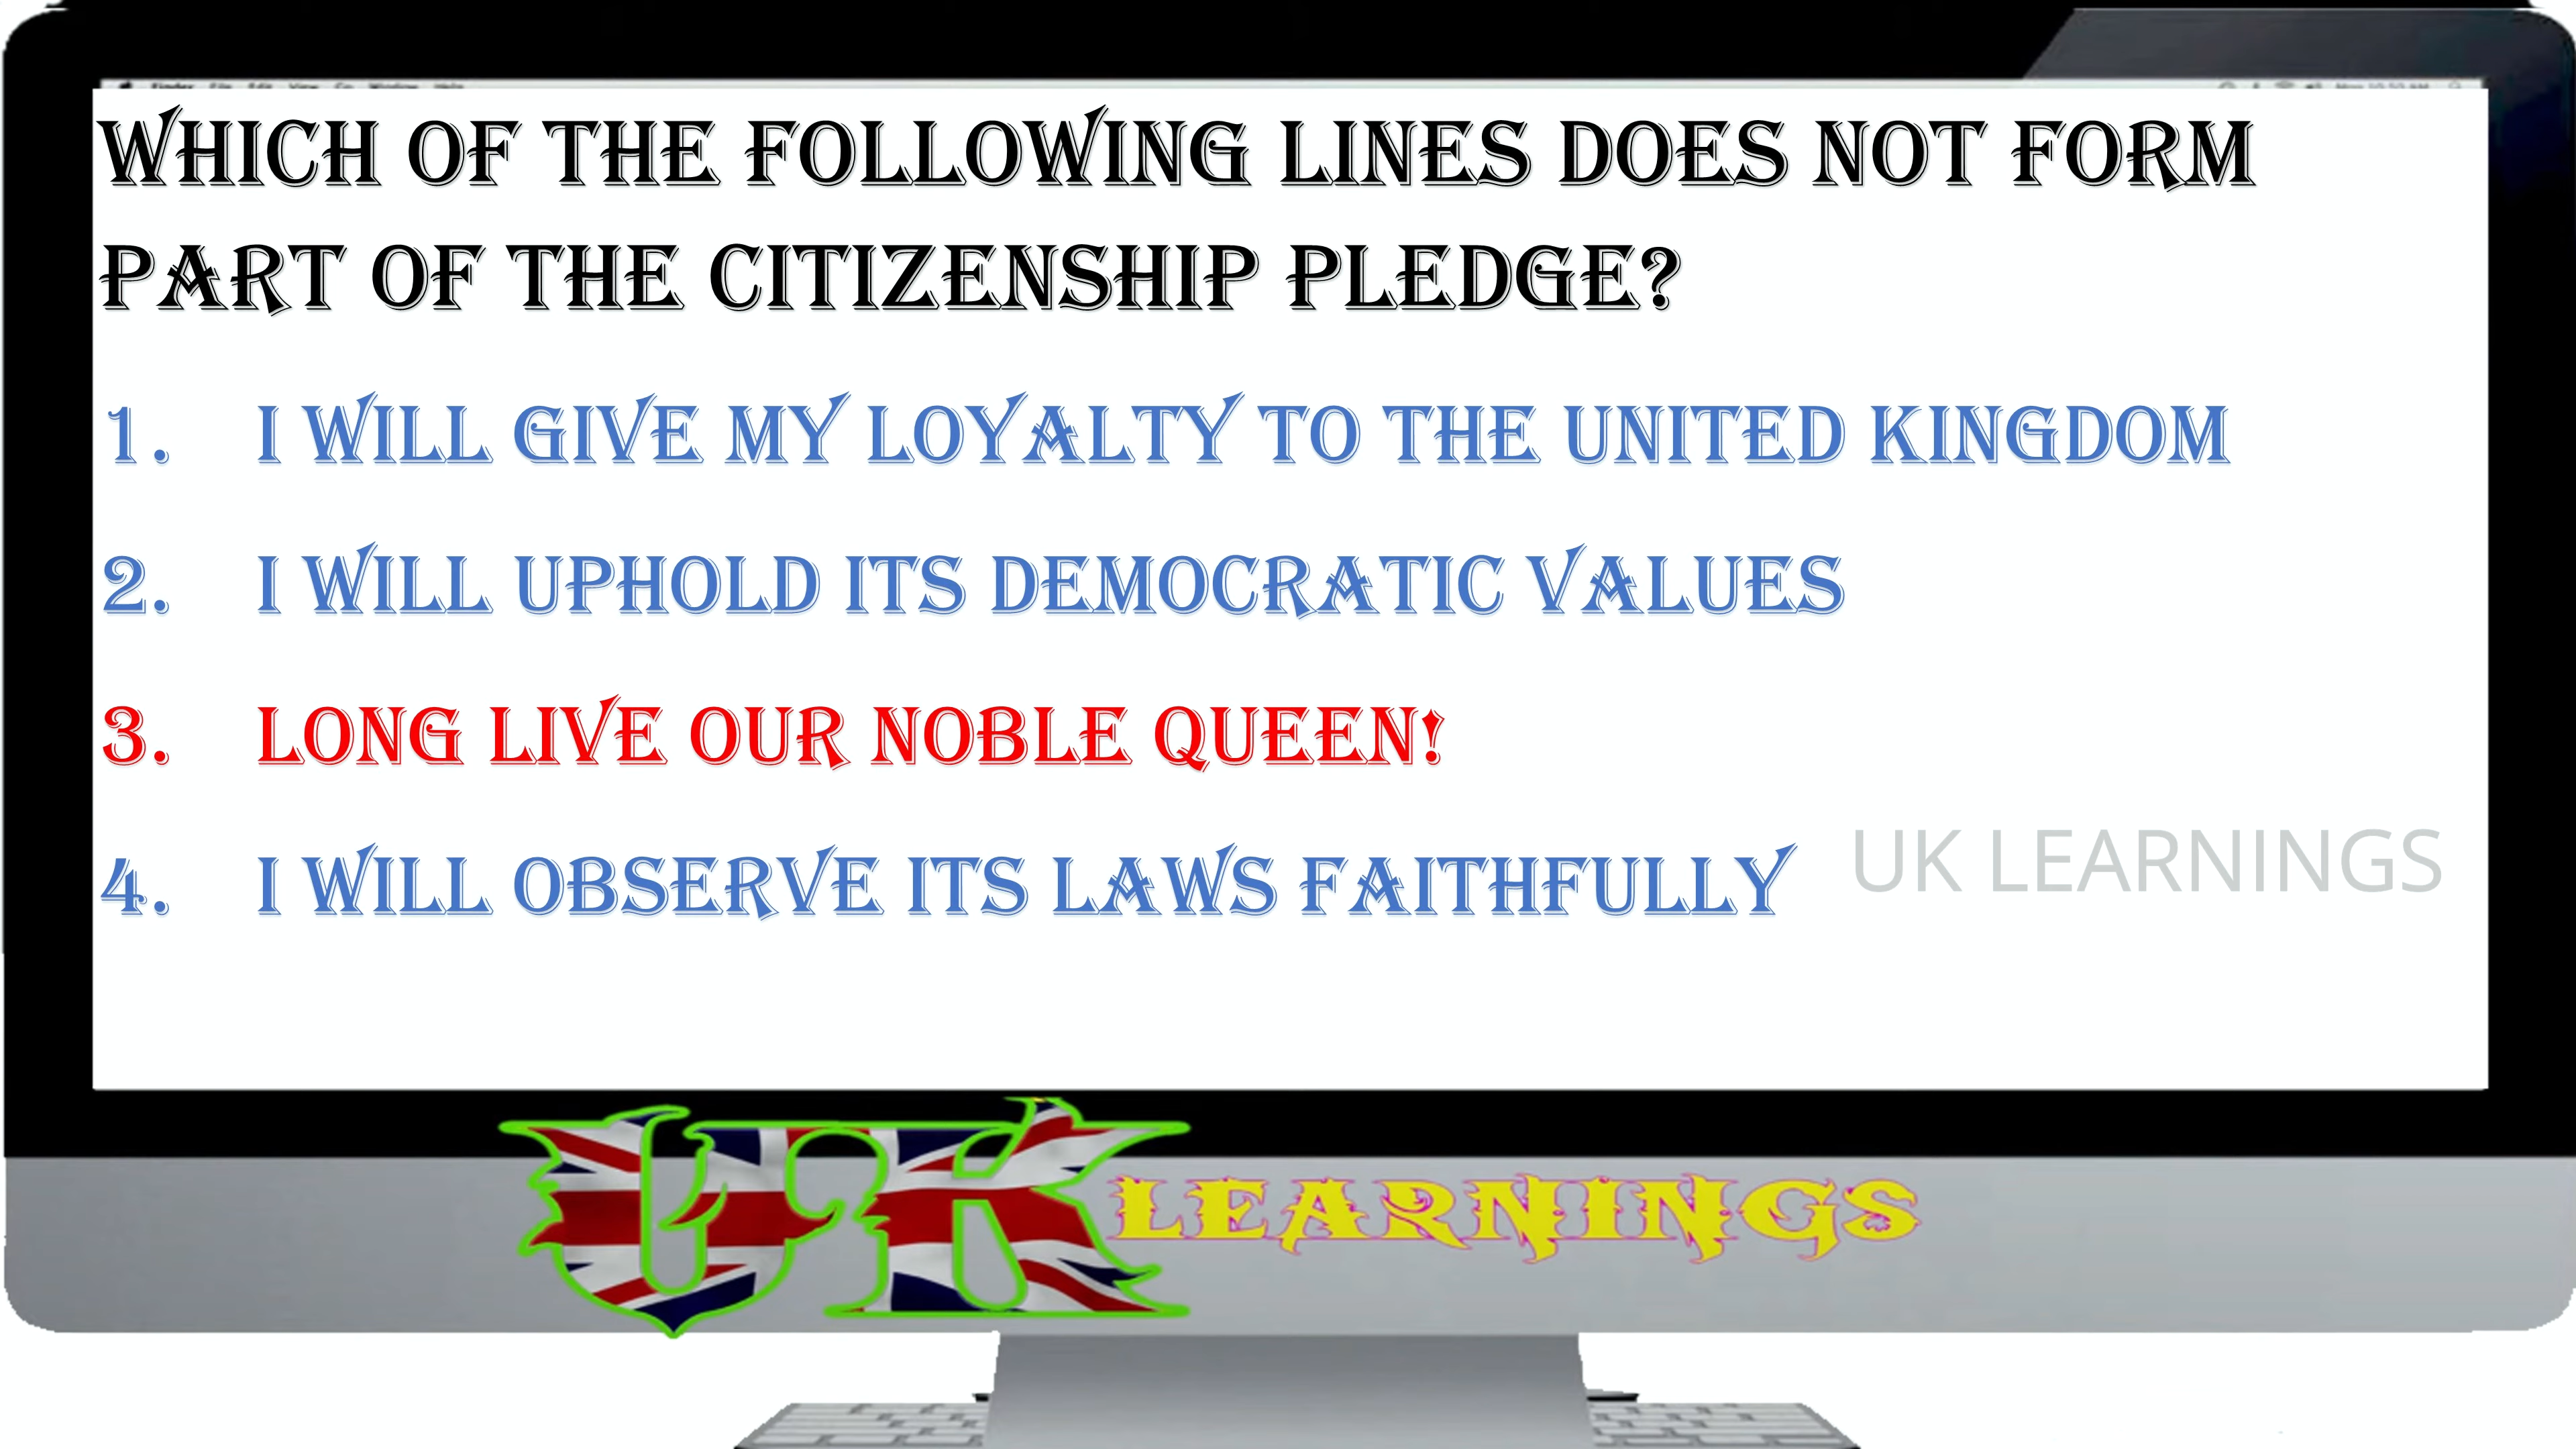 WHICH OF THE FOLLOWING LINES DOES NOT FORM
PART OF THE CITIZENSHIP PLEDGE?
1. I WILL GIVE MY LOYALTY TO THE UNITED KINGDOM
2. I WILL UPHOLD ITS DEMOCRATIC VALUES
3. LONG LIVE OUR NOBLE QUEEN!
4. I WILL OBSERVE ITS LAWS FAITHFULLY
UK LEARNINGS
UK LEARNINGS